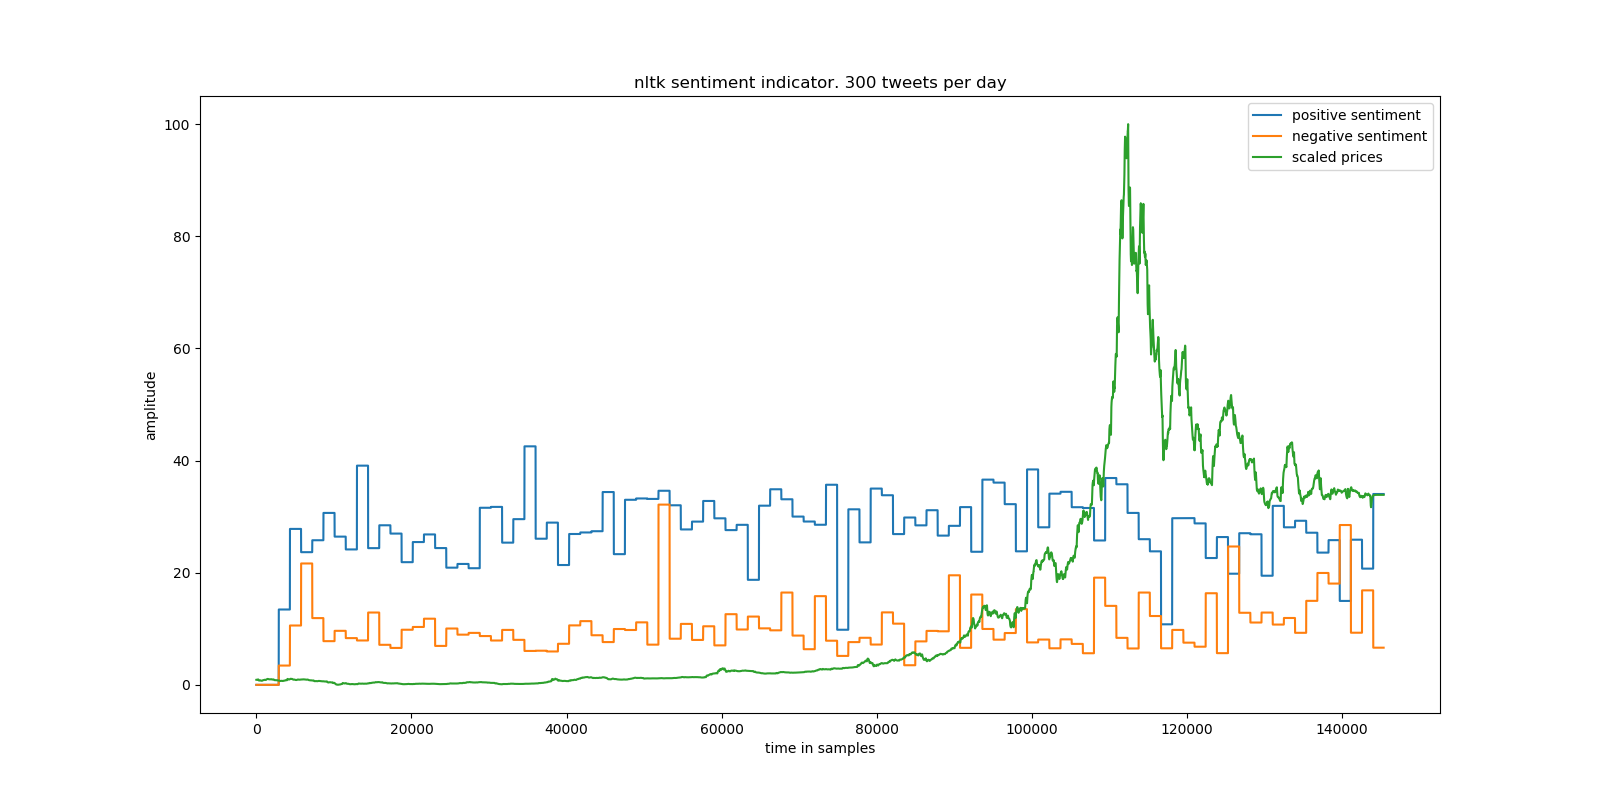 nltk sentiment indicator. 300 tweets per day
positive sentiment
negative sentiment
scaled prices
100
80
60
40
20
0
amplitude
0
20000
40000
60000
80000
100000
120000
140000
time in samples